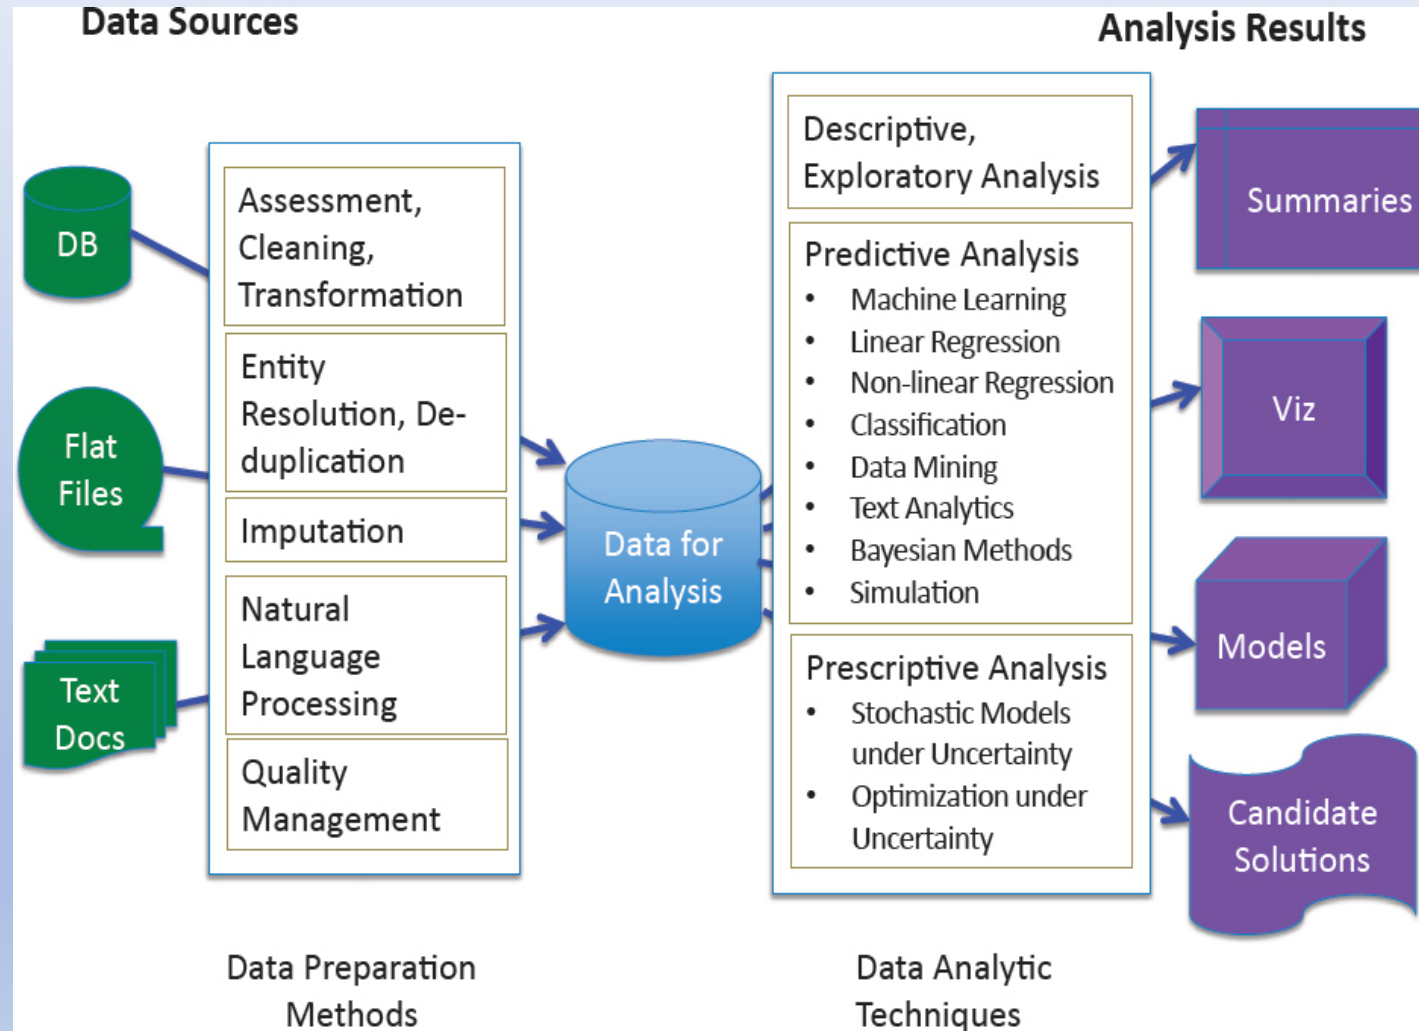 Data Sources
Analysis Results
DB
Flat
Files
Text
Docs
Assessment,
Cleaning,
Transformation
Entity
Resolution, De-
duplication
Imputation
Natural
Language
Processing
Quality
Management
Data Preparation
Methods
Data for
Analysis
Descriptive,
Exploratory Analysis
Predictive Analysis
• Machine Learning
• Linear Regression
• Non-linear Regression
• Classification
• Data Mining
• Text Analytics
• Bayesian Methods
• Simulation
Prescriptive Analysis
• Stochastic Models
under Uncertainty
• Optimization under
Uncertainty
Data Analytic
Techniques
Summaries
Viz
Models
Candidate
Solutions